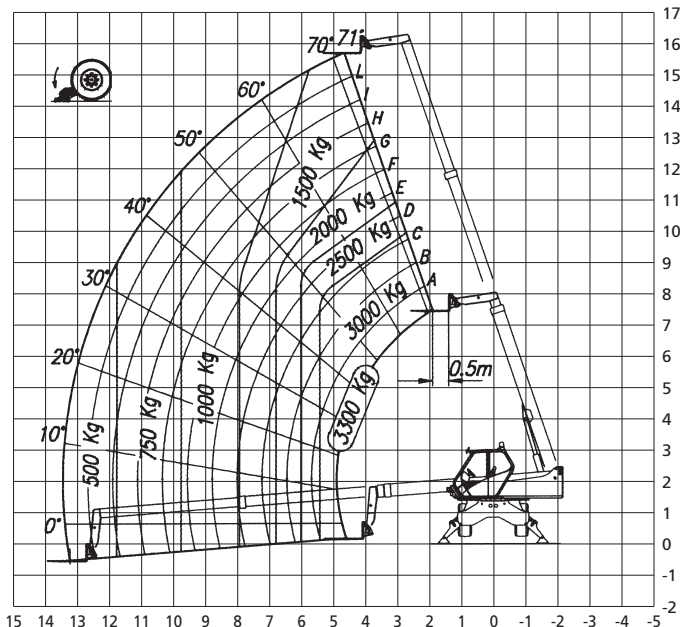 17
16
15
14
13
12
11
10
9
8
7
6
5
4
3
2
1
0
-1
-2
70° 71°
60°
50°
40°
30°
20°
10°
0°
L
I
H
G
F
E
D
C
B
A
1500 Kg
2000 Kg
2500 Kg
3000 Kg
3300 Kg
0.5m
500 Kg
750 Kg
1000 Kg
15 14 13 12 11 10 9 8 7 6 5 4 3 2 1 0 -1 -2 -3 -4 -5